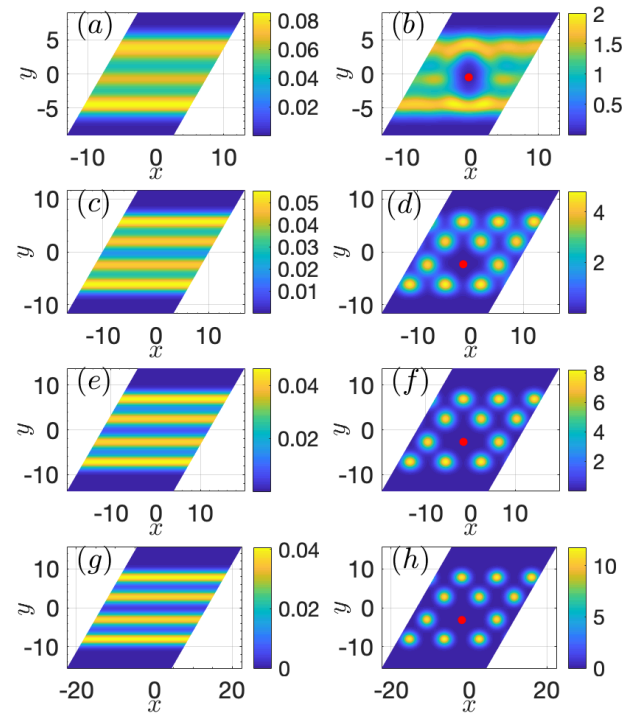 (a) (b)
5 0.08 5 2
0 0.06 0 1.5
y 0.04 y 1
-5 0.02 -5 0.5
-10 0 10 -10 0 10
x x
(c) (d)
10 0.05 10 4
0 0.04 0 2
y 0.03 y
-10 0.02 -10
0.01
-10 0 10 -10 0 10
x x
(e) (f)
10 0.04 10 8
0 0.02 0 6
y y 4
-10 -10 2
-10 0 10 -10 0 10
x x
(g) (h)
10 0.04 10 10
0 0.02 0 5
y y
-10 0 -10 0
-20 0 20 -20 0 20
x x